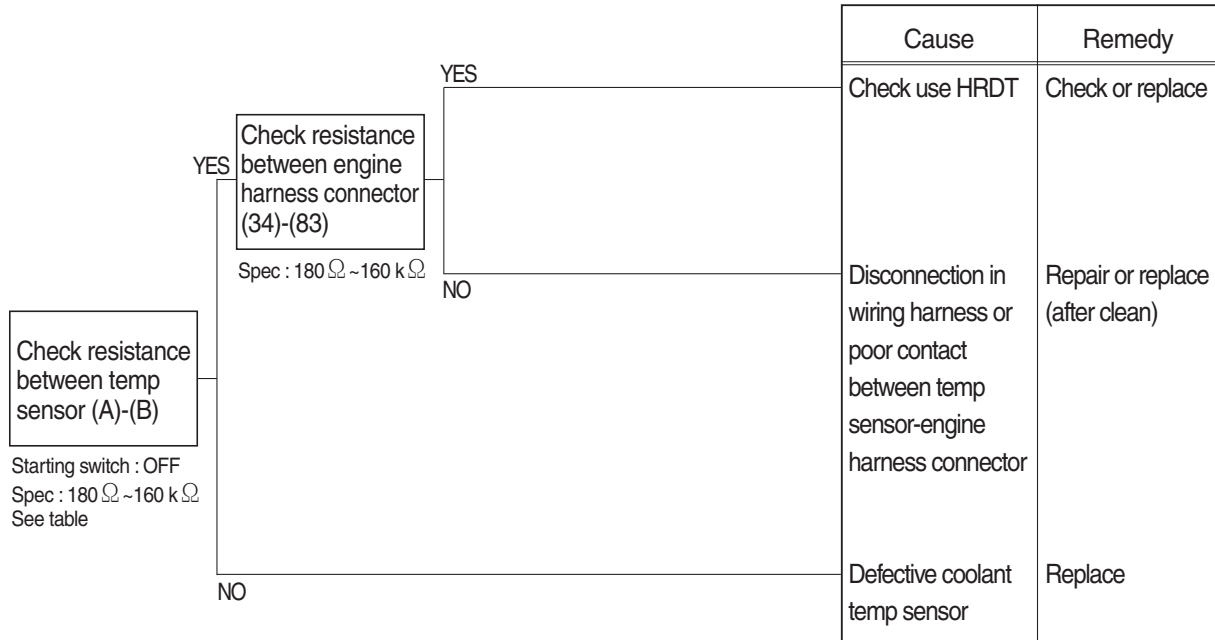 Cause Remedy
YES
Check use HRDT Check or replace
Check resistance
between engine
harness connector
(34)-(83)
YES
Spec : 180 Ω ~160 k Ω
NO
Disconnection in
wiring harness or
poor contact
between temp
sensor-engine
harness connector
Repair or replace
(after clean)
Check resistance
between temp
sensor (A)-(B)
Starting switch : OFF
Spec : 180 Ω ~160 k Ω
See table
NO
Defective coolant
temp sensor
Replace